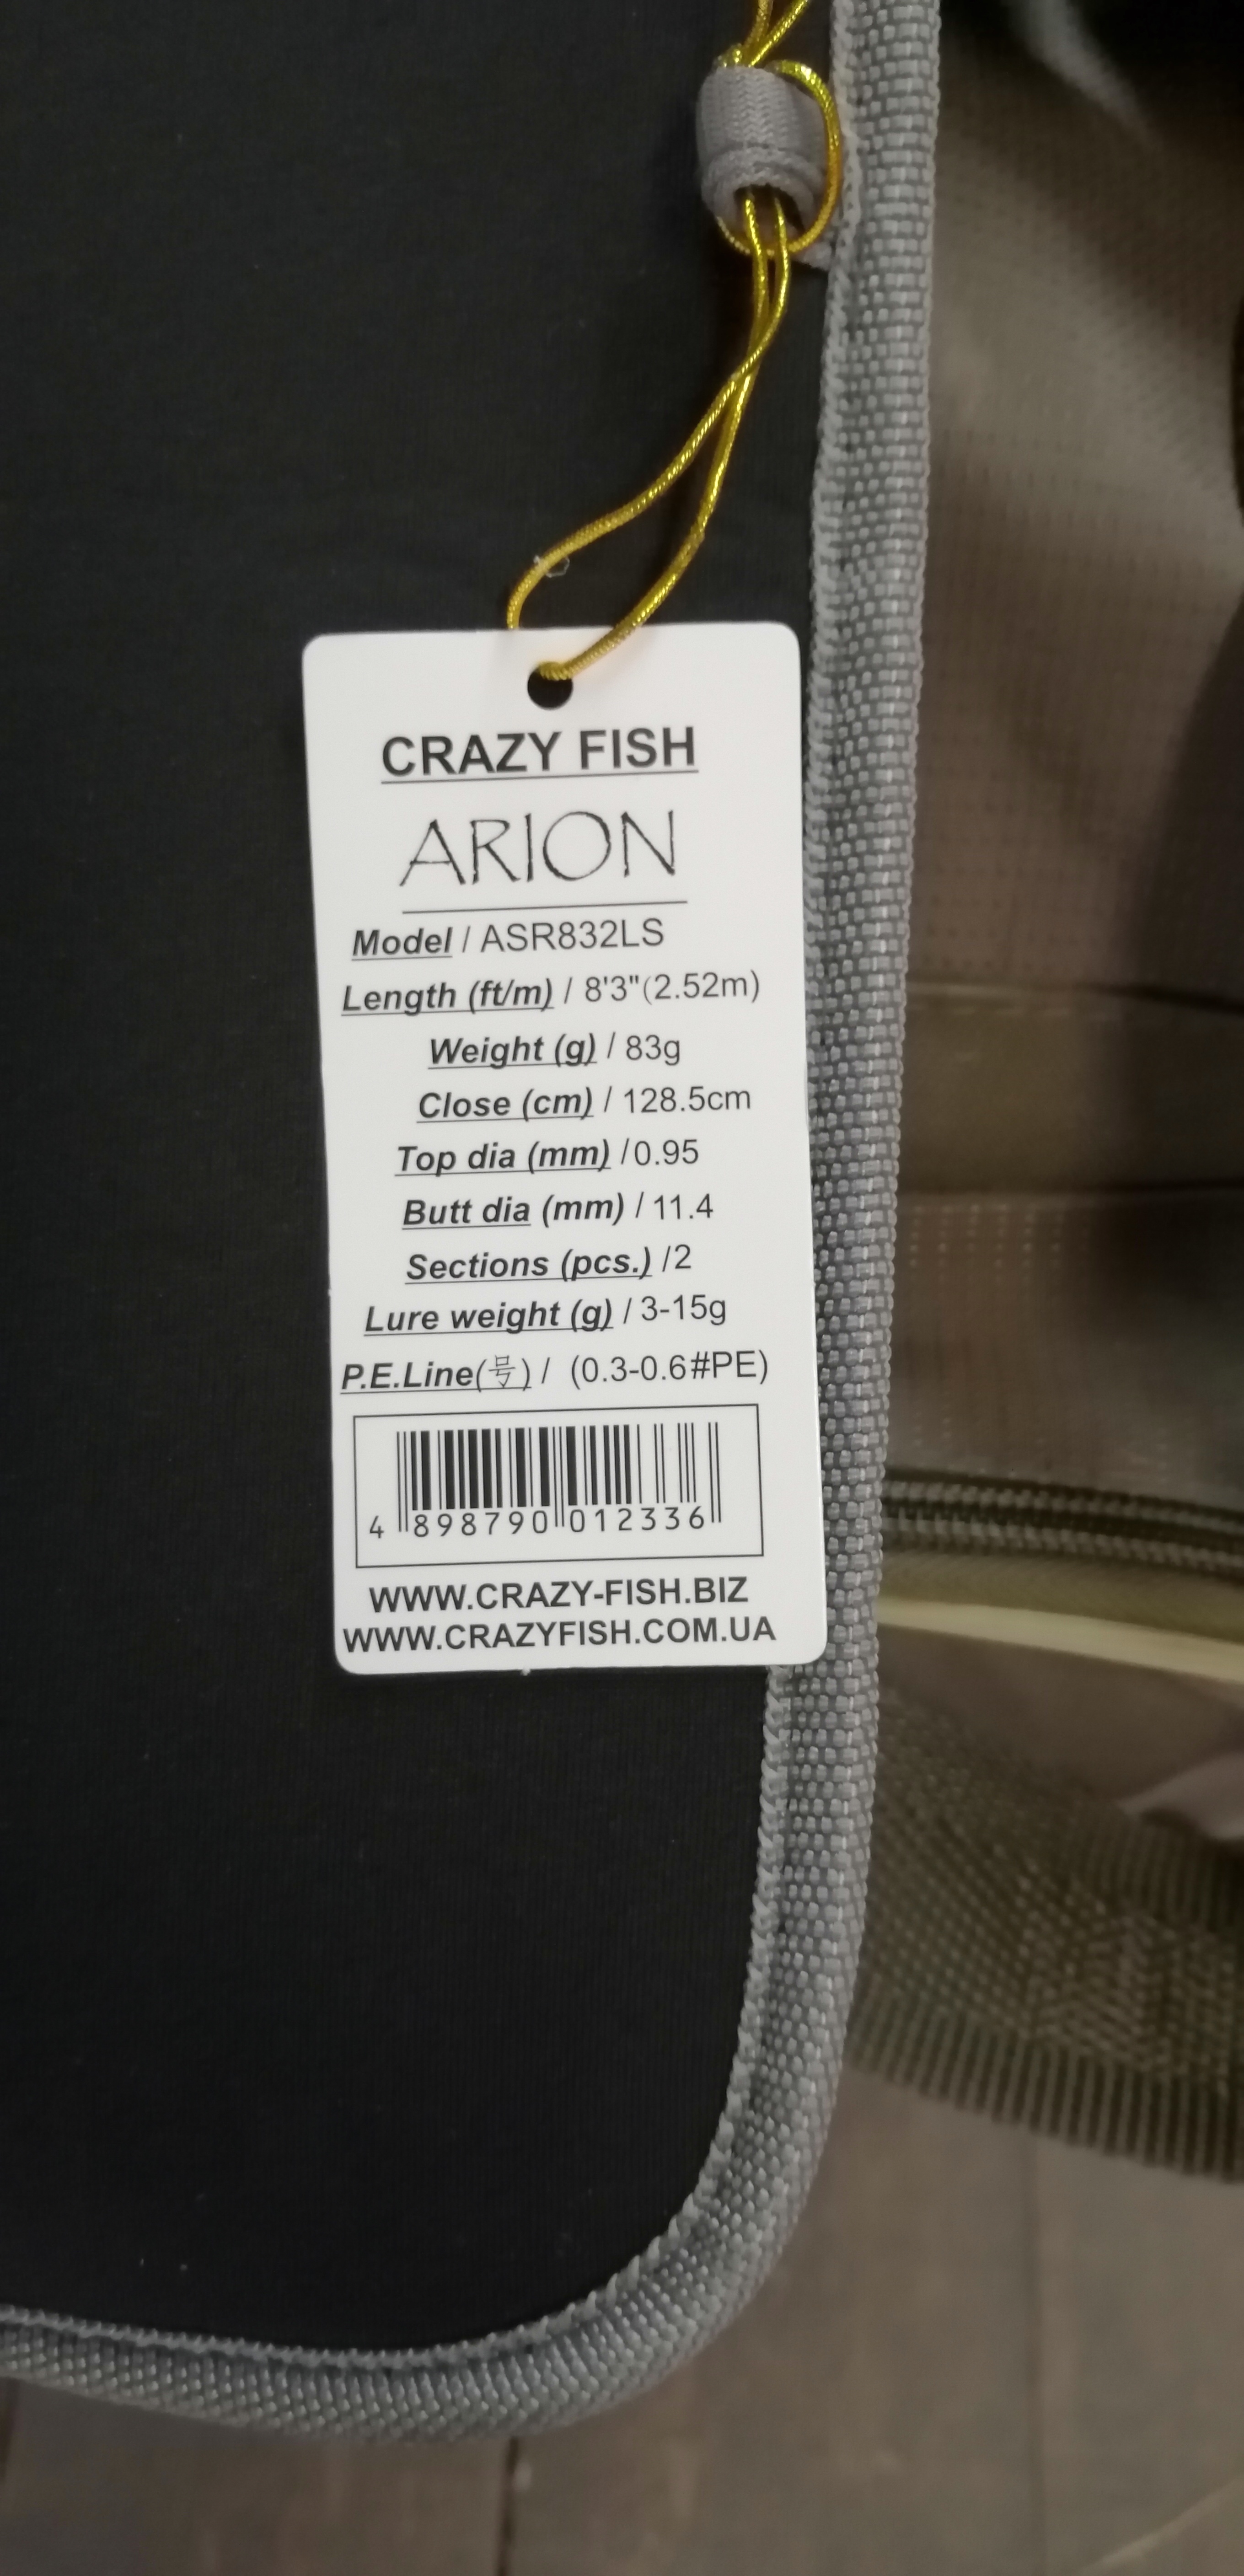 CRAZY FISH
ARION
Model / ASR832LS
Length (ft/m) / 8'3"(2.52m)
Weight (g) / 83g
Close (cm) / 128.5cm
Top dia (mm) /0.95
Butt dia (mm) / 11.4
Sections (pcs.) /2
Lure weight (g) / 3-15g
P.E.Line(号) / (0.3-0.6#PE)
4 898790 012336
WWW.CRAZY-FISH.BIZ
WWW.CRAZYFISH.COM.UA